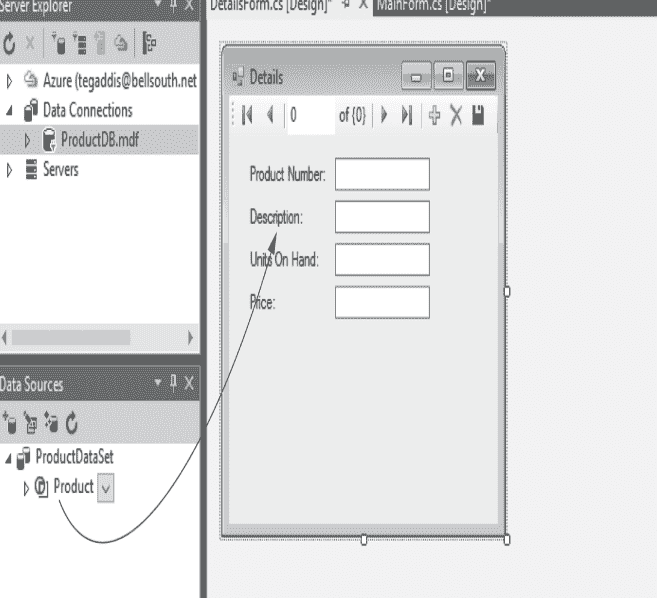 Server Explorer
DetailsForm.cs [Design]*
MainForm.cs [Design]*
Azure (tegaddis@bellsouth.net
Data Connections
ProductDB.mdf
Servers
Details
0
of {0}
Product Number:
Description:
Units On Hand:
Price:
Data Sources
ProductDataSet
Product